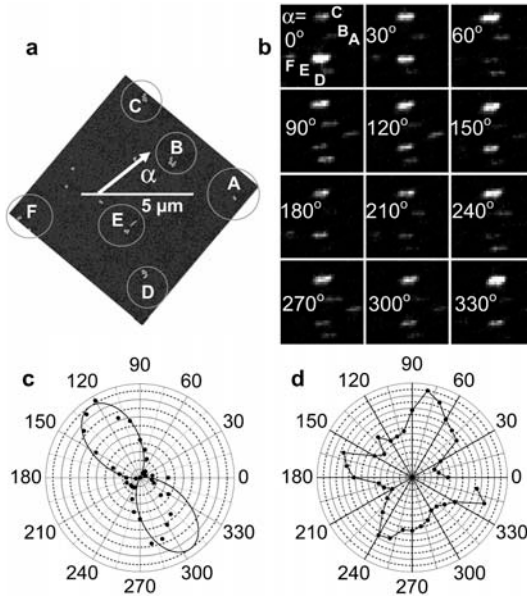 a
C
B
A
α
5 µm
F
E
D
b
α= C
0° B A
F E
D
30°
60°
90°
120°
150°
180°
210°
240°
270°
300°
330°
c
90
120 60
150 30
180 0
210 330
240 300
270
d
90
120 60
150 30
180 0
210 330
240 300
270